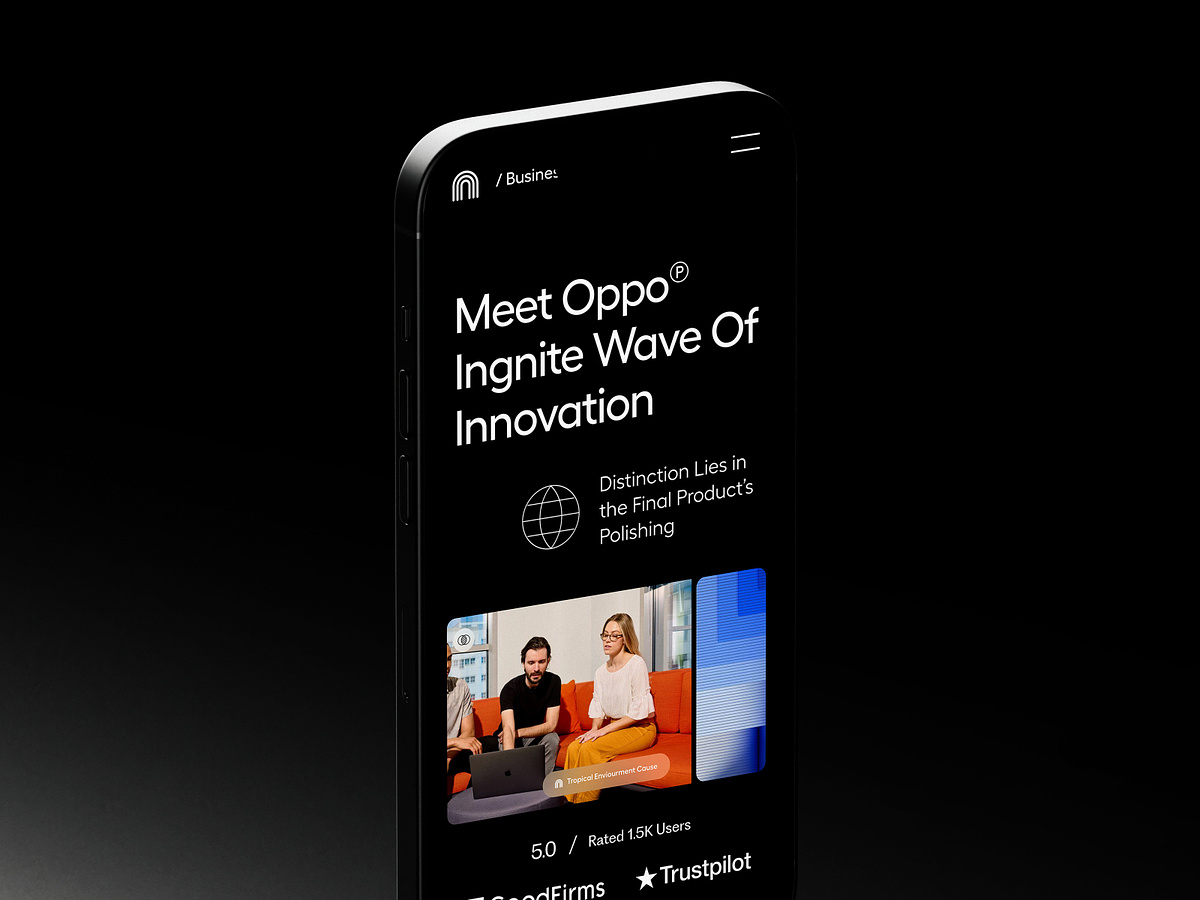 / Busines
Meet Oppo Ⓟ
Ingnite Wave Of
Innovation
Distinction Lies in
the Final Product's
Polishing
Tropical Enviourment Cause
5.0 / Rated 1.5K Users
GoodFirms
Trustpilot